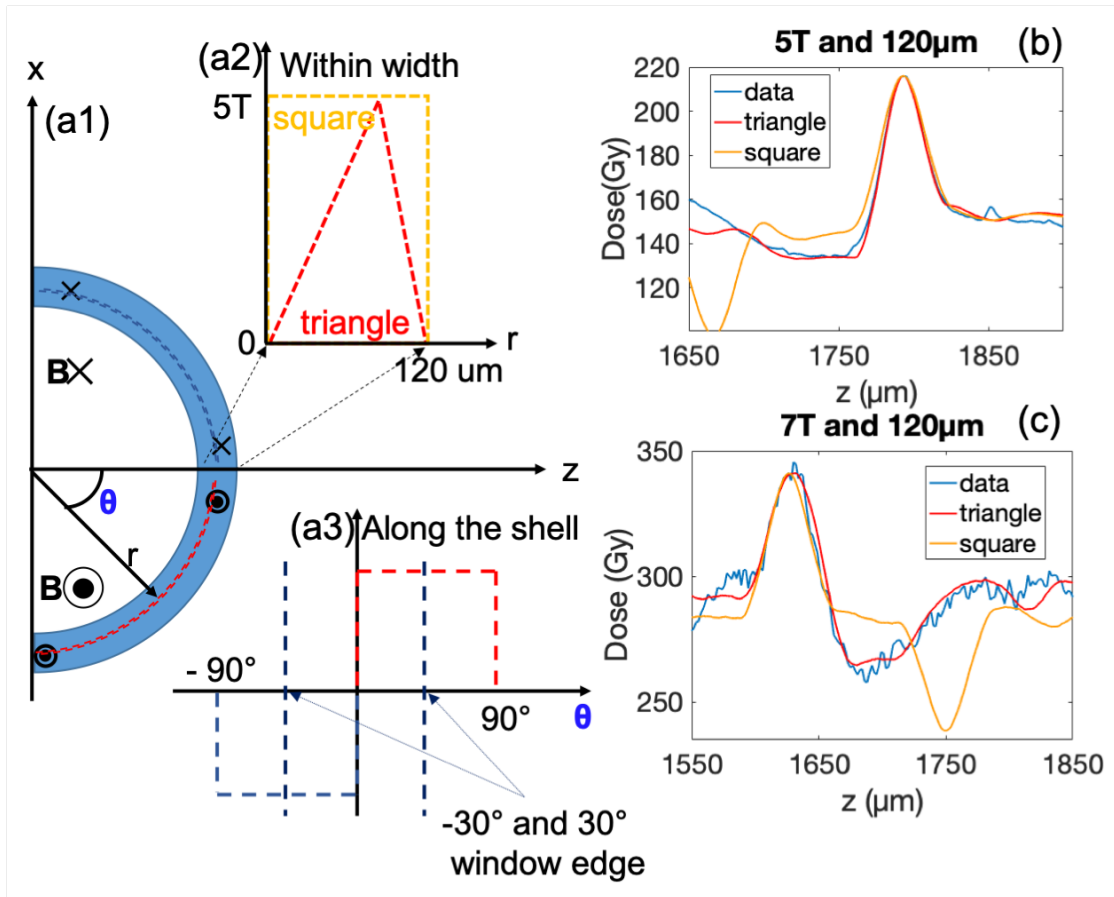 x
(a1)
(a2)
Within width
5T
square
triangle
0
r
120 um
B
z
θ
r
B
(a3)
Along the shell
- 90°
90°
θ
-30° and 30°
window edge
5T and 120µm
(b)
220
200
180
160
140
120
Dose(Gy)
data
triangle
square
1650
1750
1850
z (µm)
7T and 120µm
(c)
350
300
250
Dose (Gy)
data
triangle
square
1550
1650
1750
1850
z (µm)